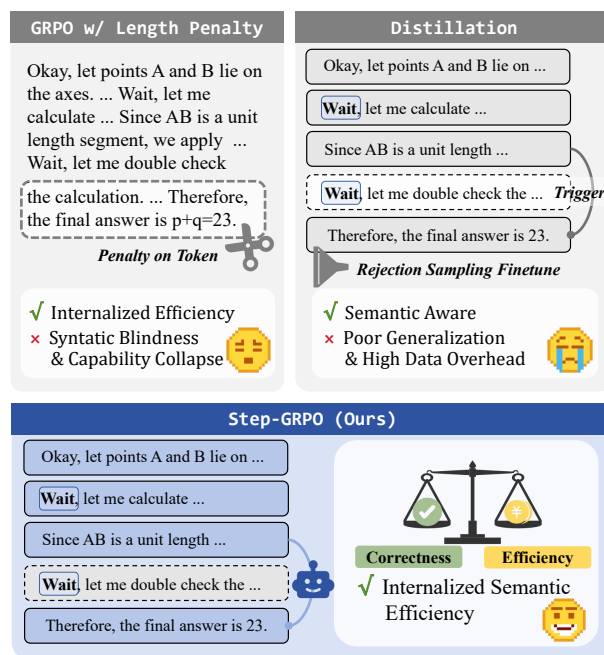 GRPO w/ Length Penalty
Okay, let points A and B lie on
the axes. ... Wait, let me
calculate ... Since AB is a unit
length segment, we apply ...
Wait, let me double check
the calculation. ... Therefore,
the final answer is p+q=23.
Penalty on Token
√ Internalized Efficiency
× Syntatic Blindness
& Capability Collapse
Distillation
Okay, let points A and B lie on ...
Wait, let me calculate ...
Since AB is a unit length ...
Wait, let me double check the ...
Trigger
Therefore, the final answer is 23.
Rejection Sampling Finetune
√ Semantic Aware
× Poor Generalization
& High Data Overhead
Step-GRPO (Ours)
Okay, let points A and B lie on ...
Wait, let me calculate ...
Since AB is a unit length ...
Wait, let me double check the ...
Therefore, the final answer is 23.
¥
Correctness
Efficiency
√ Internalized Semantic
Efficiency